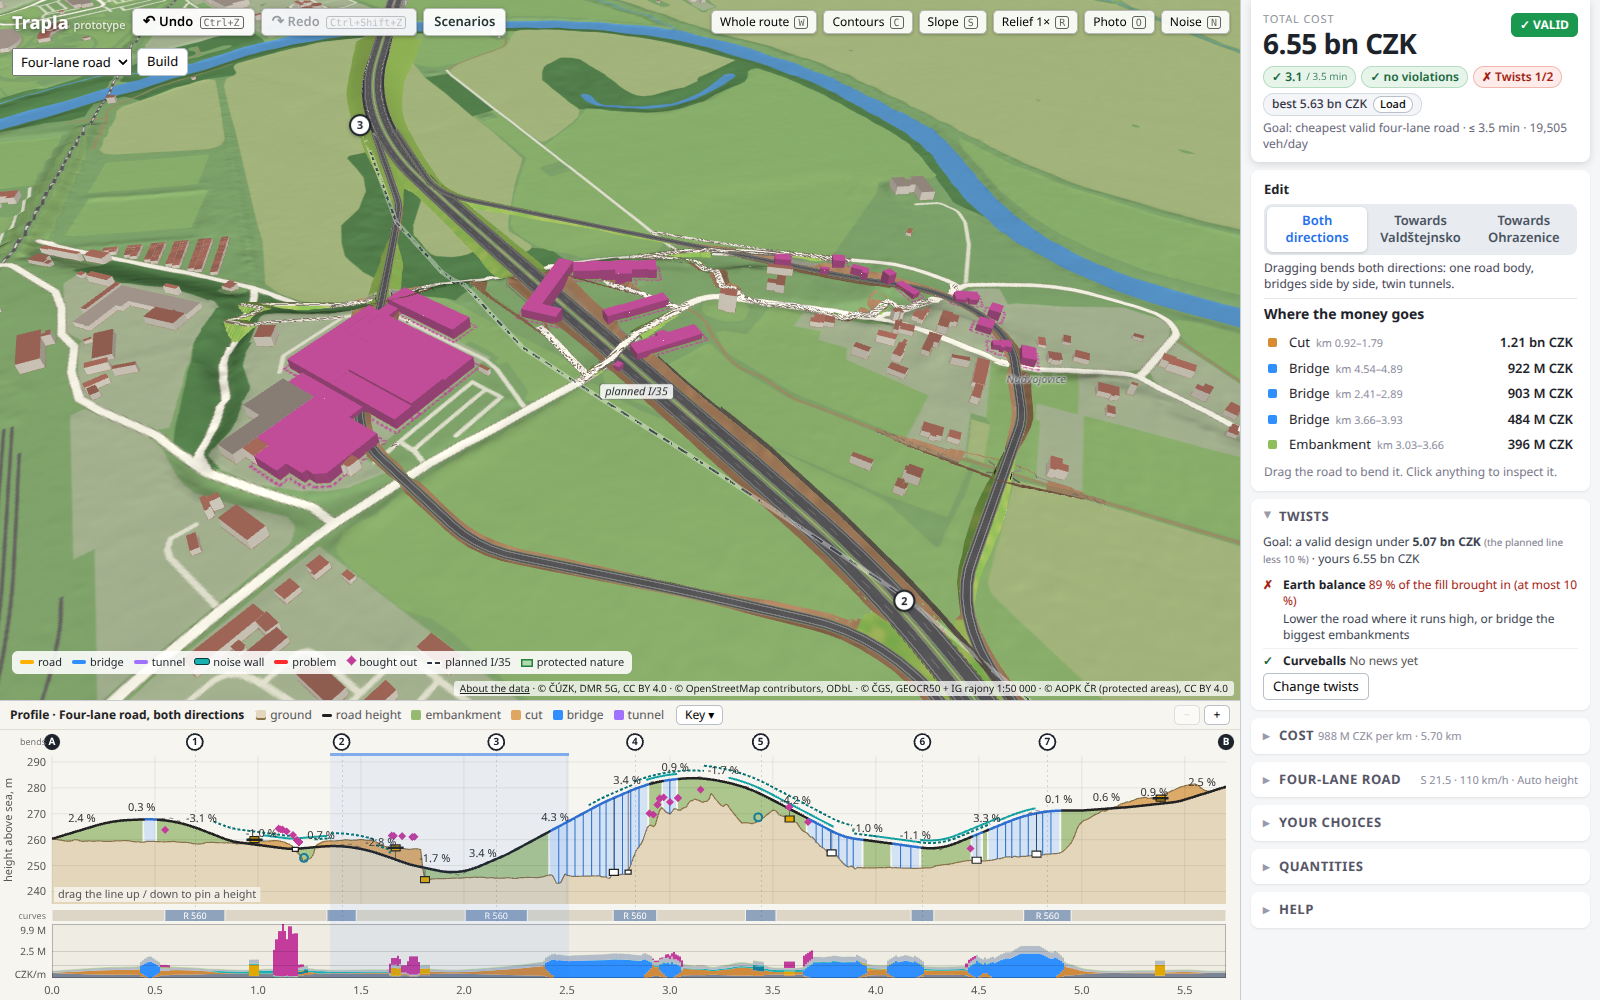 Trapla prototype
Undo Ctrl+Z
Redo Ctrl+Shift+Z
Scenarios
Whole route W
Contours C
Slope S
Relief 1× R
Photo O
Noise N
Four-lane road
Build
3
planned I/35
Nudvojovice
2
road
bridge
tunnel
noise wall
problem
bought out
planned I/35
protected nature
About the data · © ČÚZK, DMR 5G, CC BY 4.0 · © OpenStreetMap contributors, ODbL · © ČGS, GEOCR50 + IG rajony 1:50 000 · © AOPK ČR (protected areas), CC BY 4.0
TOTAL COST
6.55 bn CZK
✓ VALID
✓ 3.1 / 3.5 min
✓ no violations
✗ Twists 1/2
best 5.63 bn CZK Load
Goal: cheapest valid four-lane road · ≤ 3.5 min · 19,505
veh/day
Edit
Both
directions
Towards
Valdštejnsko
Towards
Ohrazenice
Dragging bends both directions: one road body,
bridges side by side, twin tunnels.
Where the money goes
Cut km 0.92–1.79 1.21 bn CZK
Bridge km 4.54–4.89 922 M CZK
Bridge km 2.41–2.89 903 M CZK
Bridge km 3.66–3.93 484 M CZK
Embankment km 3.03–3.66 396 M CZK
Drag the road to bend it. Click anything to inspect it.
TWISTS
Goal: a valid design under 5.07 bn CZK (the planned line
less 10 %) · yours 6.55 bn CZK
✗ Earth balance 89 % of the fill brought in (at most 10
%)
Lower the road where it runs high, or bridge the
biggest embankments
✓ Curveballs No news yet
Change twists
COST 988 M CZK per km · 5.70 km
FOUR-LANE ROAD S 21.5 · 110 km/h · Auto height
YOUR CHOICES
QUANTITIES
HELP
Profile · Four-lane road, both directions
ground
road height
embankment
cut
bridge
tunnel
Key ▾
−
+
bends A 1 2 3 4 5 6 7 B
height above sea, m
290
280
270
260
250
240
2.4 %
0.3 %
-3.1 %
-1.0 %
0.7 %
-2.8 %
-1.7 %
3.4 %
4.3 %
3.4 %
0.9 %
-1.7 %
-4.2 %
-1.0 %
-1.1 %
3.3 %
0.1 %
0.6 %
0.9 %
2.5 %
drag the line up / down to pin a height
curves R 560 R 560 R 560 R 560
9.9 M
2.5 M
CZK/m
0.0 0.5 1.0 1.5 2.0 2.5 3.0 3.5 4.0 4.5 5.0 5.5